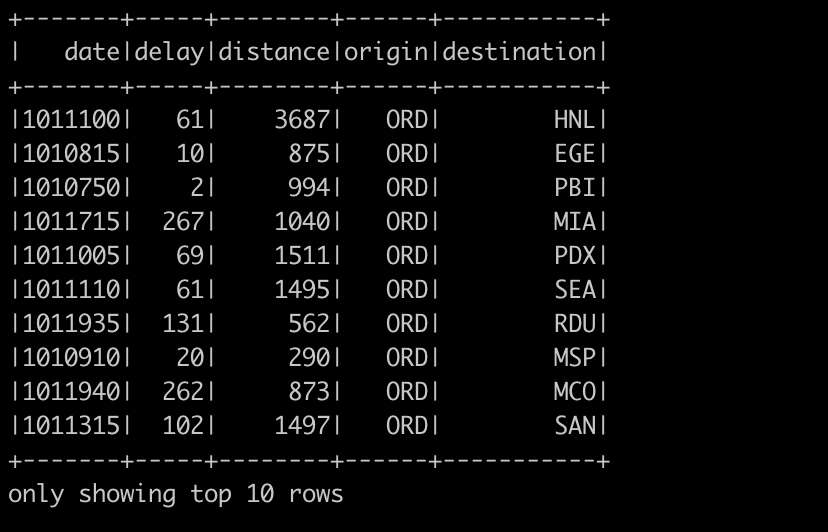 +-------+-----+--------+------+-----------+
|   date|delay|distance|origin|destination|
+-------+-----+--------+------+-----------+
|1011100|   61|    3687|   ORD|        HNL|
|1010815|   10|     875|   ORD|        EGE|
|1010750|    2|     994|   ORD|        PBI|
|1011715|  267|    1040|   ORD|        MIA|
|1011005|   69|    1511|   ORD|        PDX|
|1011110|   61|    1495|   ORD|        SEA|
|1011935|  131|     562|   ORD|        RDU|
|1010910|   20|     290|   ORD|        MSP|
|1011940|  262|     873|   ORD|        MCO|
|1011315|  102|    1497|   ORD|        SAN|
+-------+-----+--------+------+-----------+
only showing top 10 rows